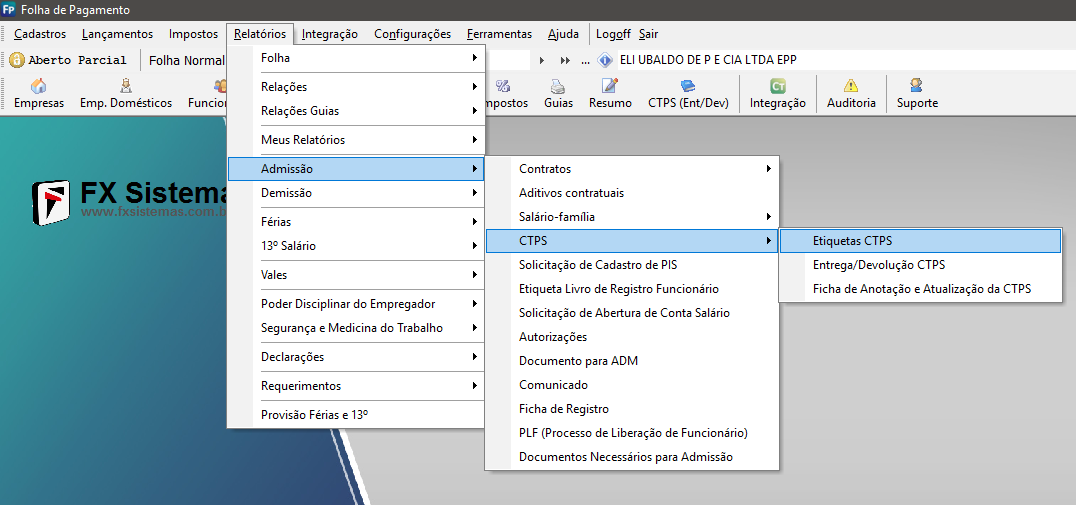 Folha de Pagamento
Cadastros Lançamentos Impostos Relatórios Integração Configurações Ferramentas Ajuda Logoff Sair
Aberto Parcial Folha Normal ... ELI UBALDO DE P E CIA LTDA EPP
Empresas Emp. Domésticos Funcio mpostos Guias Resumo CTPS (Ent/Dev) Integração Auditoria Suporte
FX Sistema
www.fxsistemas.com.b
Folha
Relações
Relações Guias
Meus Relatórios
Admissão
Demissão
Férias
13º Salário
Vales
Poder Disciplinar do Empregador
Segurança e Medicina do Trabalho
Declarações
Requerimentos
Provisão Férias e 13º
Contratos
Aditivos contratuais
Salário-família
CTPS
Solicitação de Cadastro de PIS
Etiqueta Livro de Registro Funcionário
Solicitação de Abertura de Conta Salário
Autorizações
Documento para ADM
Comunicado
Ficha de Registro
PLF (Processo de Liberação de Funcionário)
Documentos Necessários para Admissão
Etiquetas CTPS
Entrega/Devolução CTPS
Ficha de Anotação e Atualização da CTPS